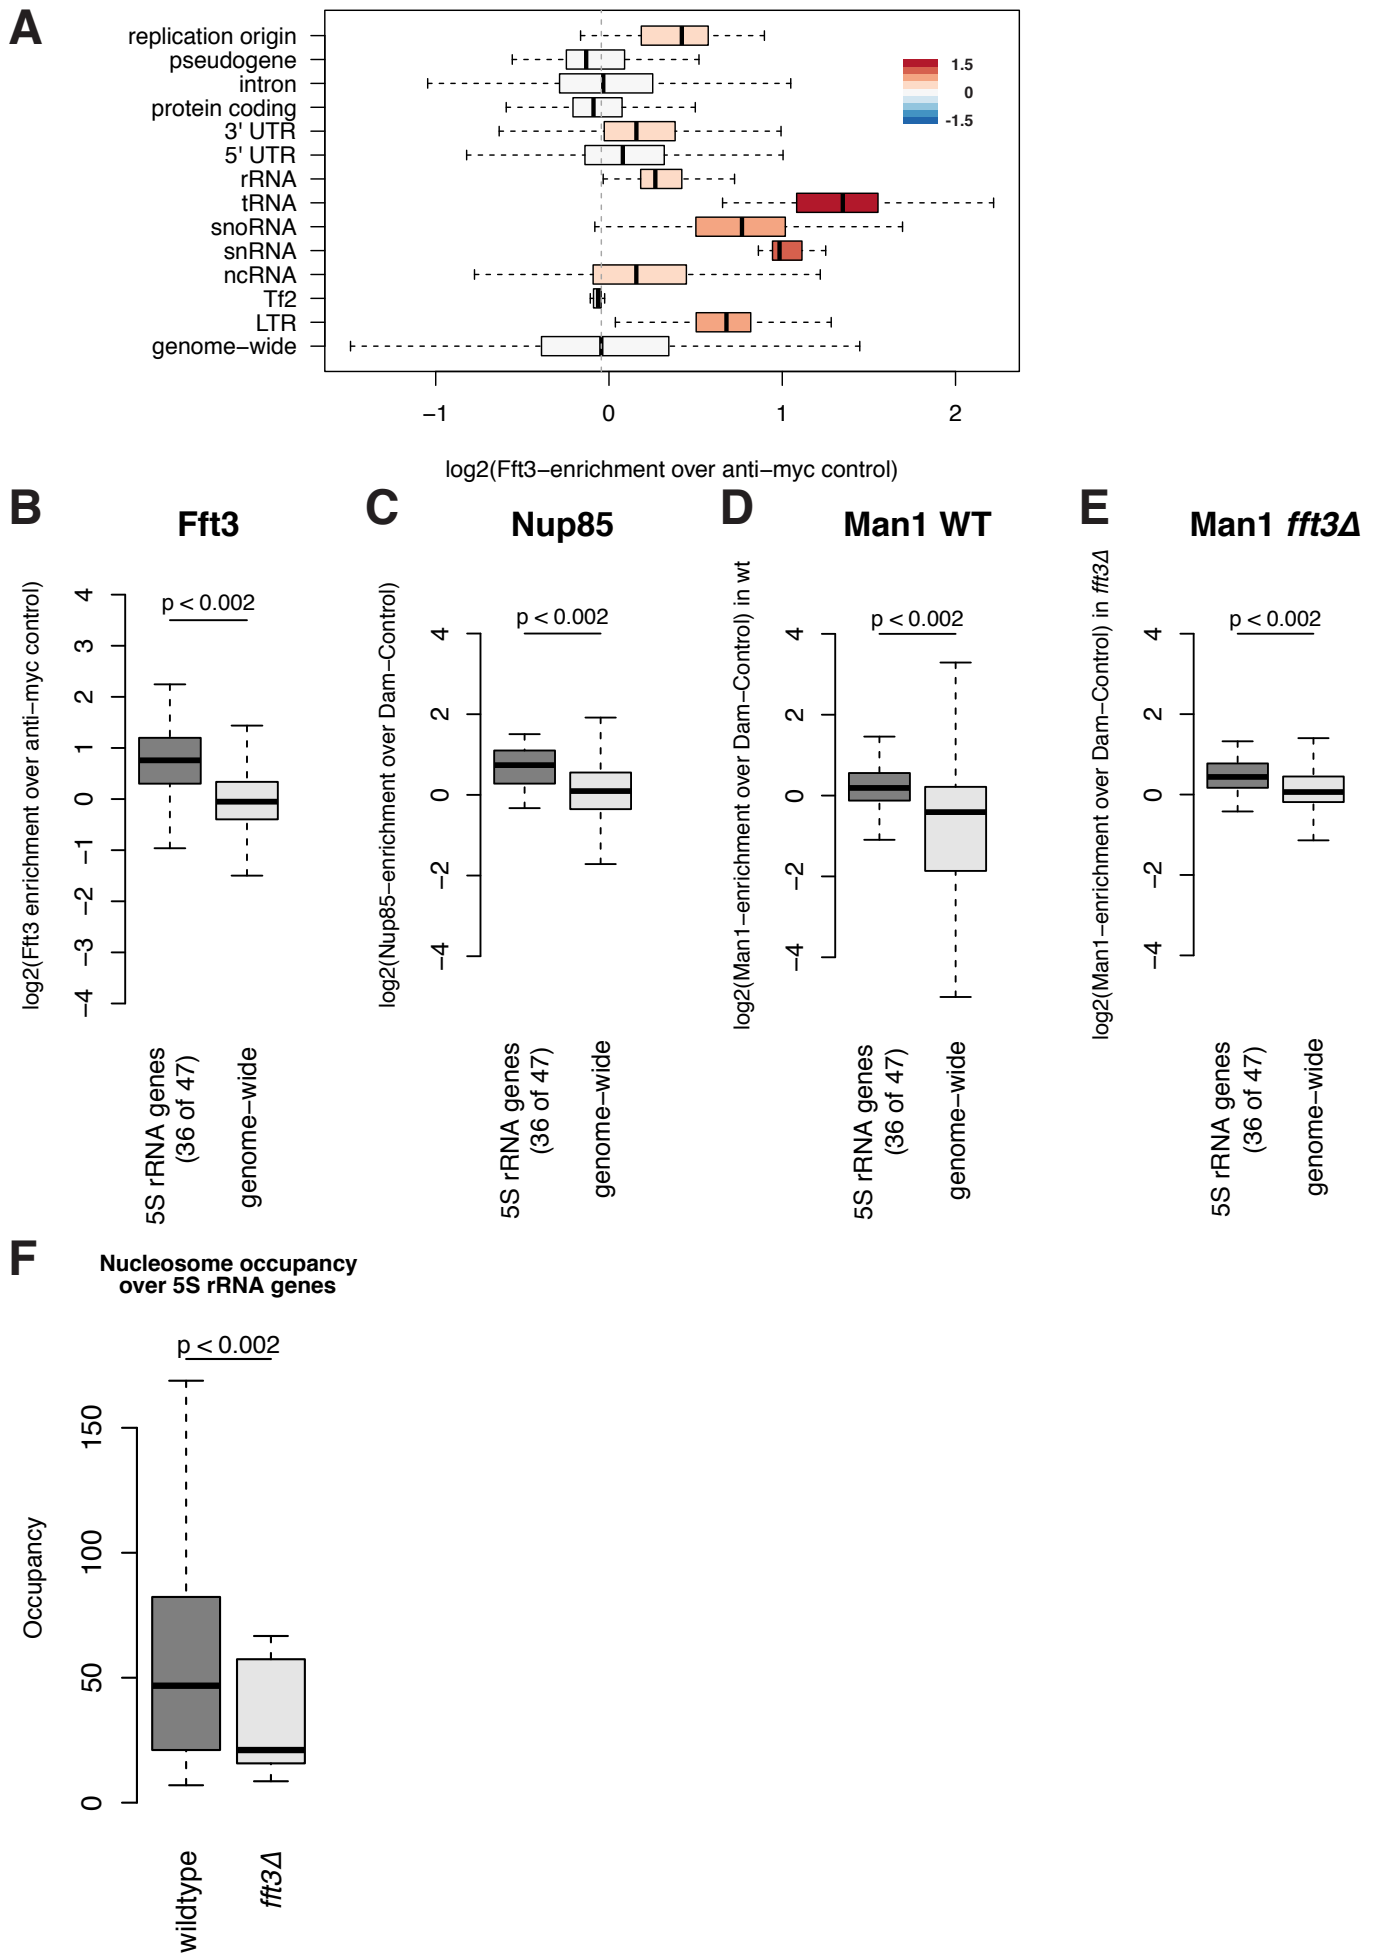 A
replication origin
pseudogene
intron
protein coding
3' UTR
5' UTR
rRNA
tRNA
snoRNA
snRNA
ncRNA
Tf2
LTR
genome−wide
1.5
0
-1.5
−1 0 1 2
log2(Fft3−enrichment over anti−myc control)
B
Fft3
log2(Fft3 enrichment over anti−myc control)
4
3
2
1
0
−1
−2
−3
−4
p < 0.002
5S rRNA genes
(36 of 47)
genome−wide
C
Nup85
log2(Nup85−enrichment over Dam−Control)
4
2
0
−2
−4
p < 0.002
5S rRNA genes
(36 of 47)
genome−wide
D
Man1 WT
log2(Man1−enrichment over Dam−Control) in wt
4
2
0
−2
−4
p < 0.002
5S rRNA genes
(36 of 47)
genome−wide
E
Man1 fft3Δ
log2(Man1−enrichment over Dam−Control) in fft3Δ
4
2
0
−2
−4
p < 0.002
5S rRNA genes
(36 of 47)
genome−wide
F
Nucleosome occupancy
over 5S rRNA genes
p < 0.002
Occupancy
150
100
50
0
wildtype
fft3Δ